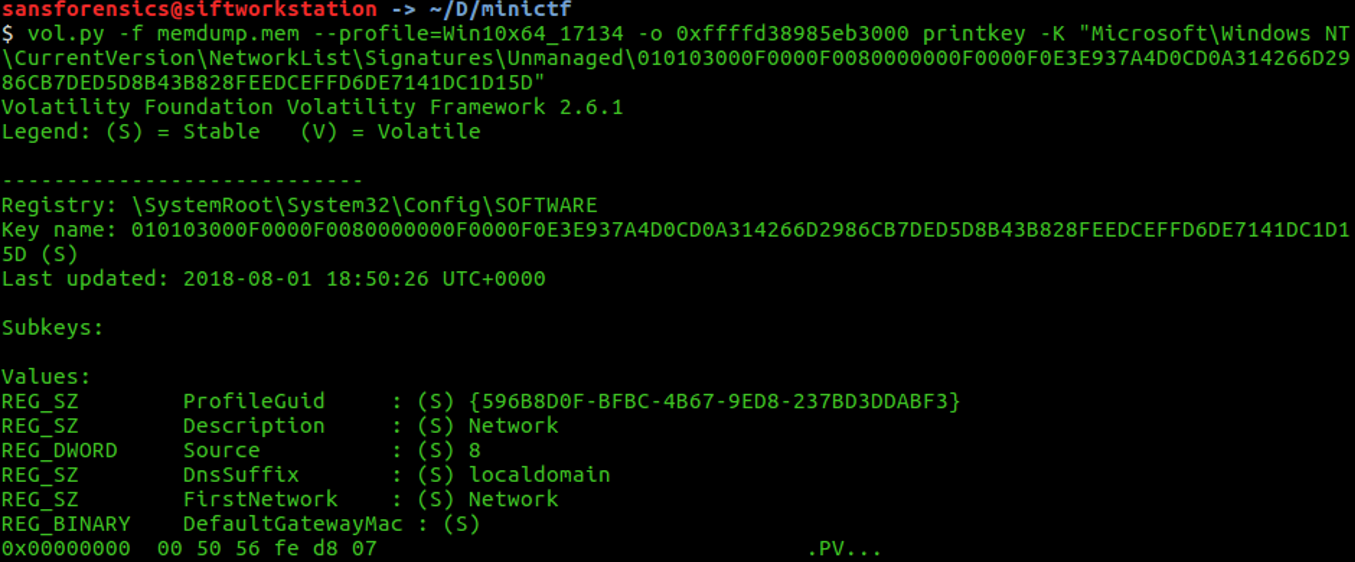 sansforensics@siftworkstation -> ~/D/minictf
$ vol.py -f memdump.mem --profile=Win10x64_17134 -o 0xffffd38985eb3000 printkey -K "Microsoft\Windows NT
\CurrentVersion\NetworkList\Signatures\Unmanaged\010103000F0000F0080000000F0000F0E3E937A4D0CD0A314266D29
86CB7DED5D8B43B828FEEDCEFFD6DE7141DC1D15D"
Volatility Foundation Volatility Framework 2.6.1
Legend: (S) = Stable   (V) = Volatile
----------------------------
Registry: \SystemRoot\System32\Config\SOFTWARE
Key name: 010103000F0000F0080000000F0000F0E3E937A4D0CD0A314266D2986CB7DED5D8B43B828FEEDCEFFD6DE7141DC1D1
5D (S)
Last updated: 2018-08-01 18:50:26 UTC+0000
Subkeys:
Values:
REG_SZ        ProfileGuid     : (S) {596B8D0F-BFBC-4B67-9ED8-237BD3DDABF3}
REG_SZ        Description     : (S) Network
REG_DWORD     Source          : (S) 8
REG_SZ        DnsSuffix       : (S) localdomain
REG_SZ        FirstNetwork    : (S) Network
REG_BINARY    DefaultGatewayMac : (S)
0x00000000  00 50 56 fe d8 07                                 .PV...